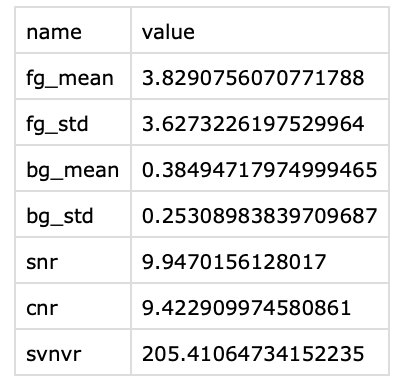 name value
fg_mean 3.8290756070771788
fg_std 3.6273226197529964
bg_mean 0.38494717974999465
bg_std 0.25308983839709687
snr 9.9470156128017
cnr 9.422909974580861
svnvr 205.41064734152235